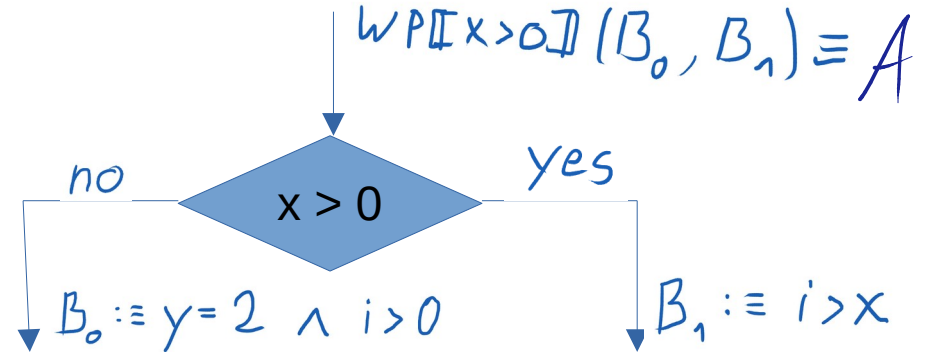 WP⟦x>0⟧(B₀, B₁) ≡ A
no
yes
x > 0
B₀ :≡ y=2 ∧ i>0
B₁ :≡ i>x